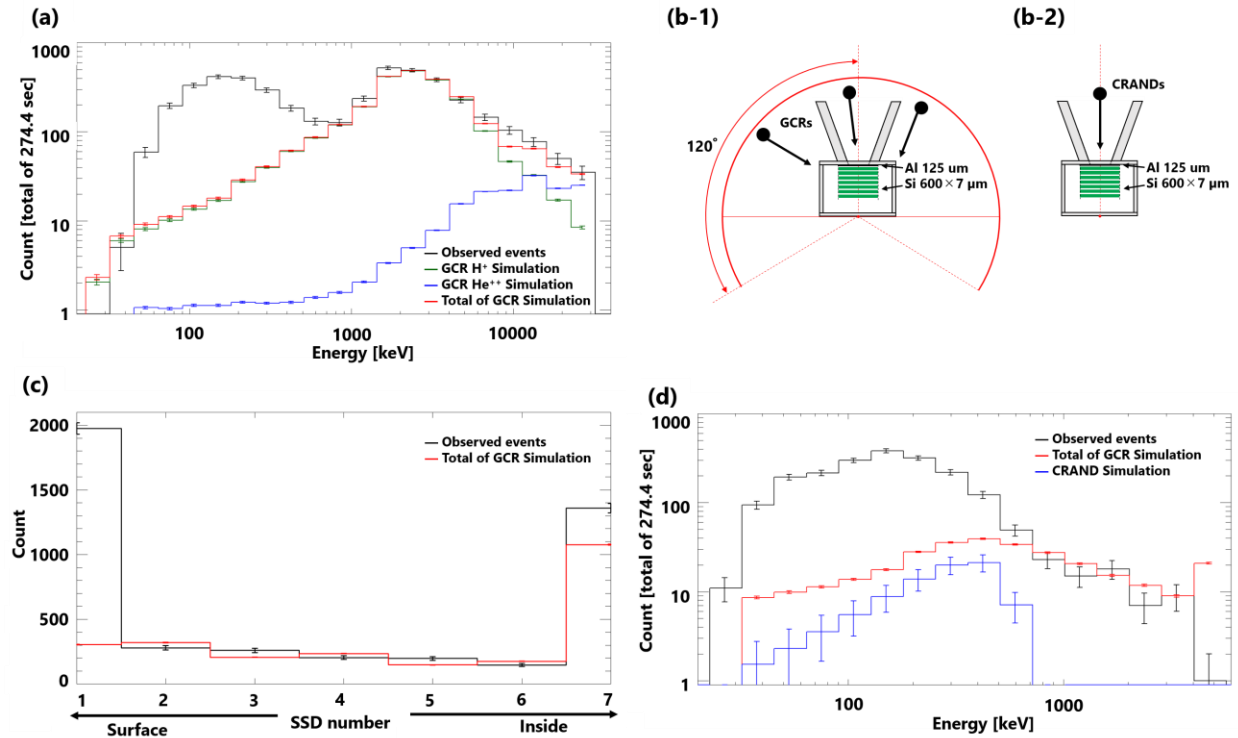 (a)
1000
100
10
1
Count [total of 274.4 sec]
100
1000
10000
Energy [keV]
Observed events
GCR H⁺ Simulation
GCR He⁺⁺ Simulation
Total of GCR Simulation
(b-1)
120°
GCRs
Al 125 um
Si 600×7 μm
(b-2)
CRANDs
Al 125 um
Si 600×7 μm
(c)
2000
1500
1000
500
0
Count
1 2 3 4 5 6 7
Surface SSD number Inside
Observed events
Total of GCR Simulation
(d)
1000
100
10
1
Count [total of 274.4 sec]
100
1000
Energy [keV]
Observed events
Total of GCR Simulation
CRAND Simulation